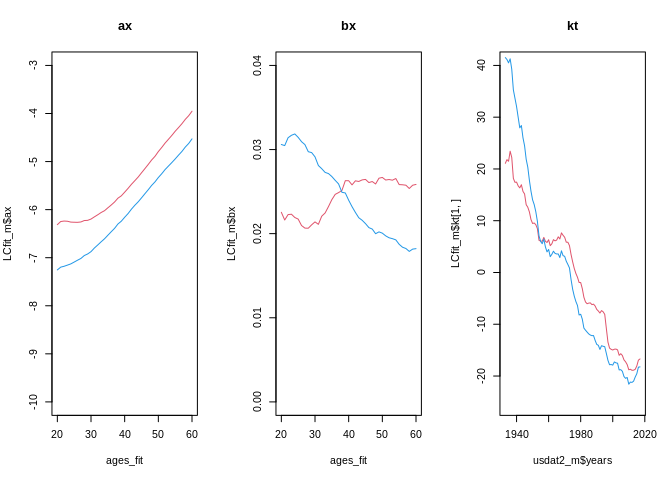 ax
LCfit_m$ax
-3
-4
-5
-6
-7
-8
-9
-10
20 30 40 50 60
ages_fit
bx
LCfit_m$bx
0.04
0.03
0.02
0.01
0.00
20 30 40 50 60
ages_fit
kt
LCfit_m$kt[1, ]
40
30
20
10
0
-10
-20
1940 1980 2020
usdat2_m$years